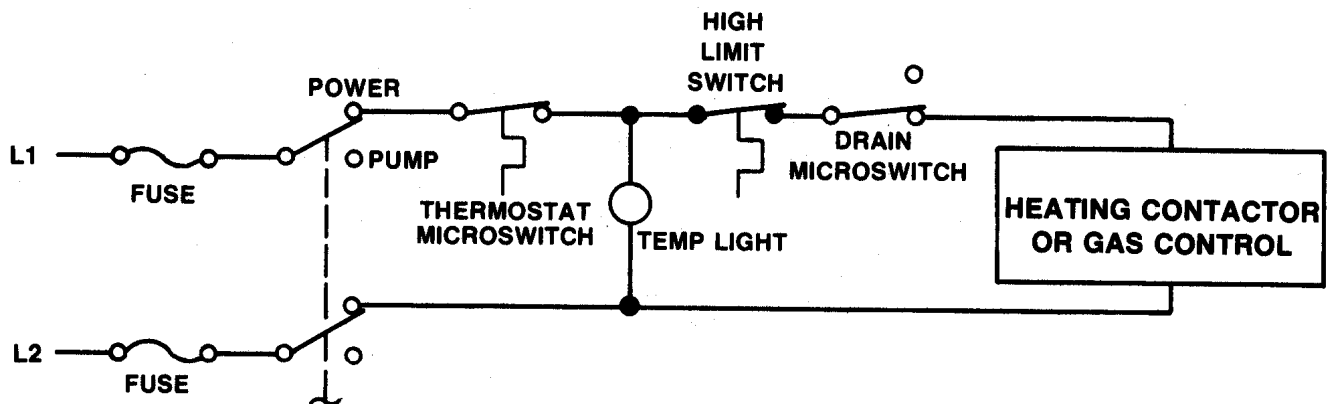 HIGH
LIMIT
SWITCH
POWER
L1
FUSE
PUMP
THERMOSTAT
MICROSWITCH
TEMP LIGHT
DRAIN
MICROSWITCH
HEATING CONTACTOR
OR GAS CONTROL
L2
FUSE